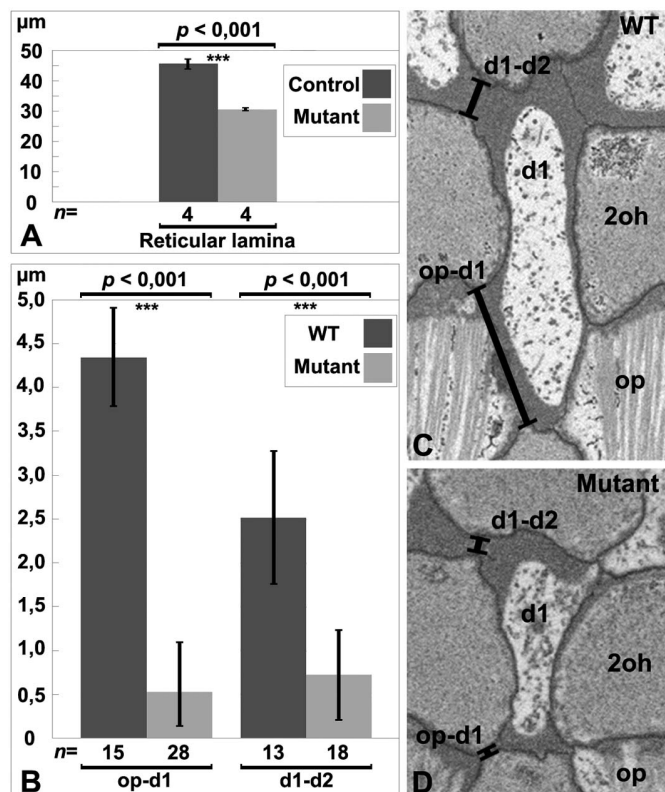 µm
p < 0,001
50
***
40
Control
30
Mutant
20
10
0
n= 4 4
A Reticular lamina
µm
p < 0,001 p < 0,001
5,0
*** ***
4,5
WT
4,0
Mutant
3,5
3,0
2,5
2,0
1,5
1,0
0,5
0
n= 15 28 13 18
B op-d1 d1-d2
WT
d1-d2
d1
2oh
op-d1
op
C
Mutant
d1-d2
d1
2oh
op-d1
op
D